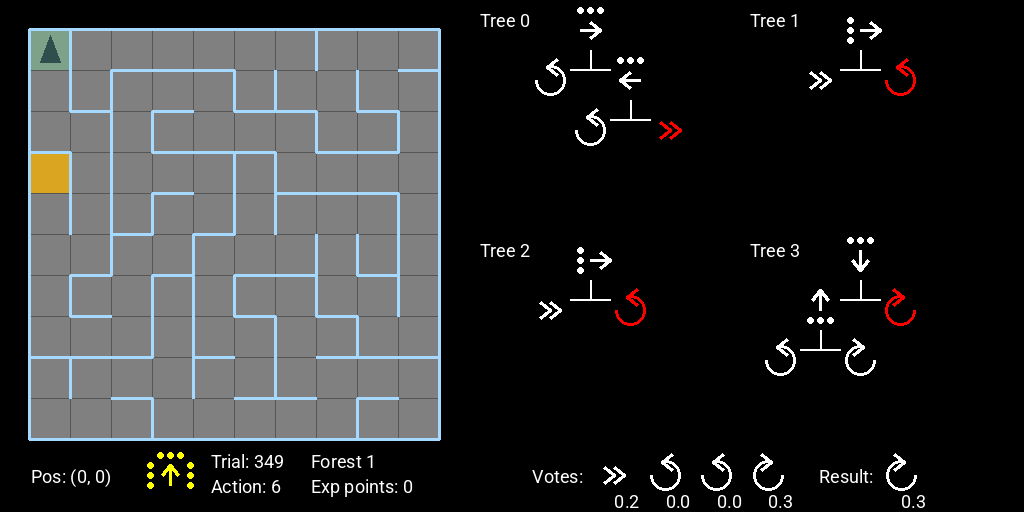 Tree 0
Tree 1
Tree 2
Tree 3
Pos: (0, 0)
Trial: 349
Forest 1
Action: 6
Exp points: 0
Votes:
0.2
0.0
0.0
0.3
Result:
0.3